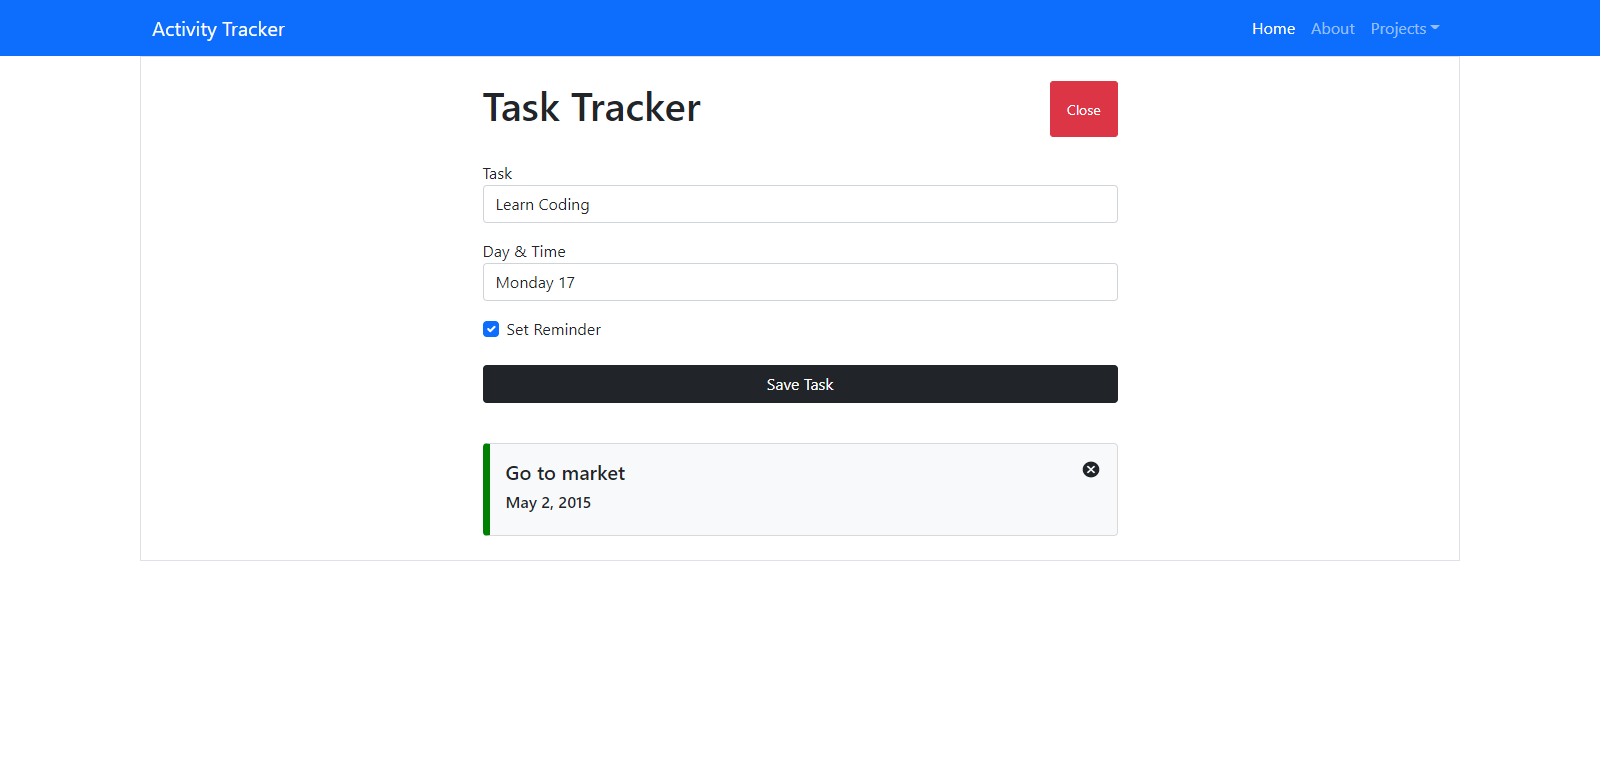 Activity Tracker Home About Projects
Task Tracker Close
Task
Learn Coding
Day & Time
Monday 17
Set Reminder
Save Task
Go to market
May 2, 2015